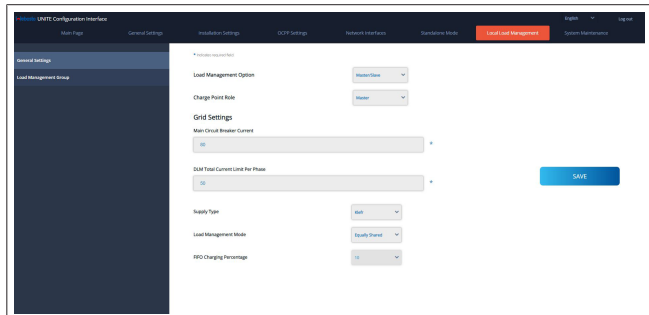 UNITE Configuration Interface
English
Log out
Main Page
General Settings
Installation Settings
OCPP Settings
Network Interfaces
Standalone Mode
Local Load Management
System Maintenance
General Settings
Load Management Group
* Indicates required field.
Load Management Option
Master/Slave
Charge Point Role
Master
Grid Settings
Main Circuit Breaker Current
*
DLM Total Current Limit Per Phase
*
SAVE
Supply Type
Load Management Mode
Equally Shared
FIFO Charging Percentage